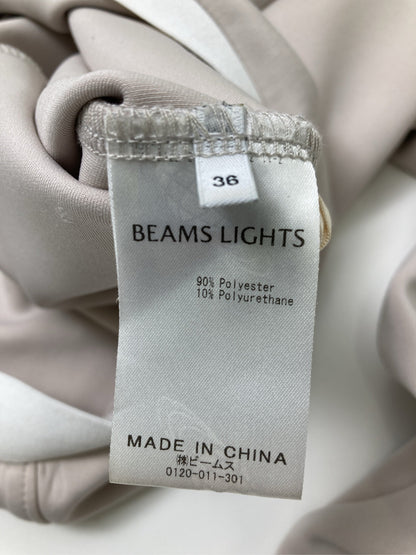 36
BEAMS LIGHTS
90% Polyester
10% Polyurethane
MADE IN CHINA
㈱ビームス
0120-011-301